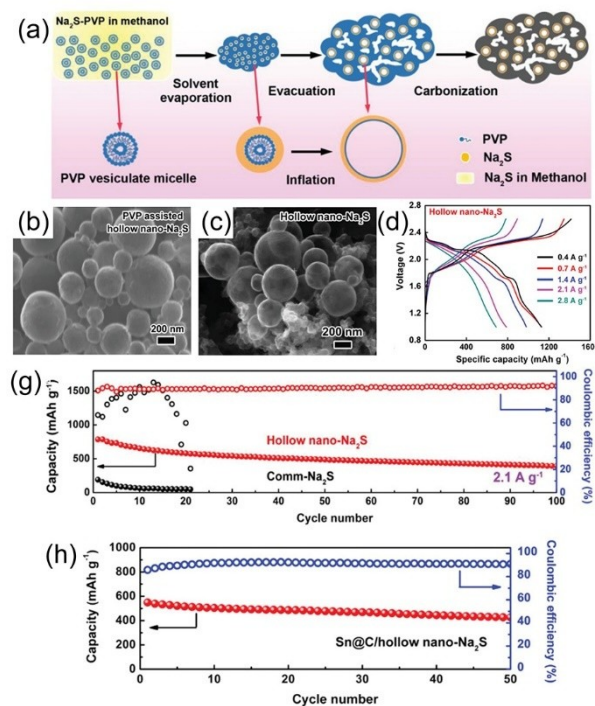 (a)
Na₂S-PVP in methanol
Solvent
evaporation
Evacuation
Carbonization
PVP vesiculate micelle
Inflation
PVP
Na₂S
Na₂S in Methanol
(b)
PVP assisted
hollow nano-Na₂S
200 nm
(c)
Hollow nano-Na₂S
200 nm
(d)
Hollow nano-Na₂S
Voltage (V)
2.8
2.4
2.0
1.6
1.2
0.8
0.4 A g⁻¹
0.7 A g⁻¹
1.4 A g⁻¹
2.1 A g⁻¹
2.8 A g⁻¹
0 400 800 1200 1600
Specific capacity (mAh g⁻¹)
(g)
Capacity (mAh g⁻¹)
1500
1000
500
0
Hollow nano-Na₂S
Comm-Na₂S
2.1 A g⁻¹
100
80
60
40
20
0
Coulombic efficiency (%)
0 10 20 30 40 50 60 70 80 90 100
Cycle number
(h)
Capacity (mAh g⁻¹)
1000
800
600
400
200
0
Sn@C/hollow nano-Na₂S
100
80
60
40
20
0
Coulombic efficiency (%)
0 10 20 30 40 50
Cycle number